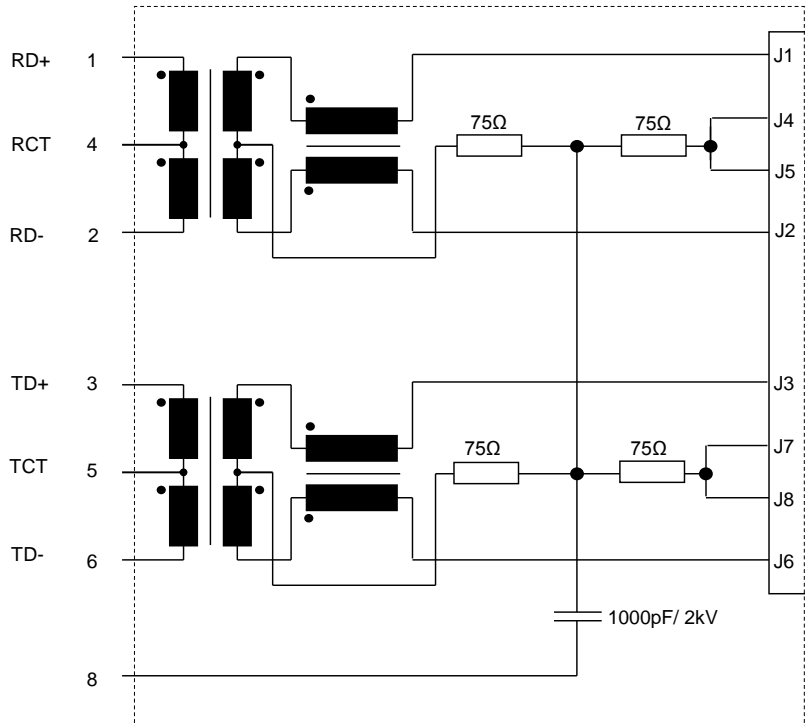 RD+ 1 J1
75Ω 75Ω J4
RCT 4
J5
RD- 2 J2
TD+ 3 J3
75Ω 75Ω J7
TCT 5
J8
TD- 6 J6
1000pF/ 2kV
8